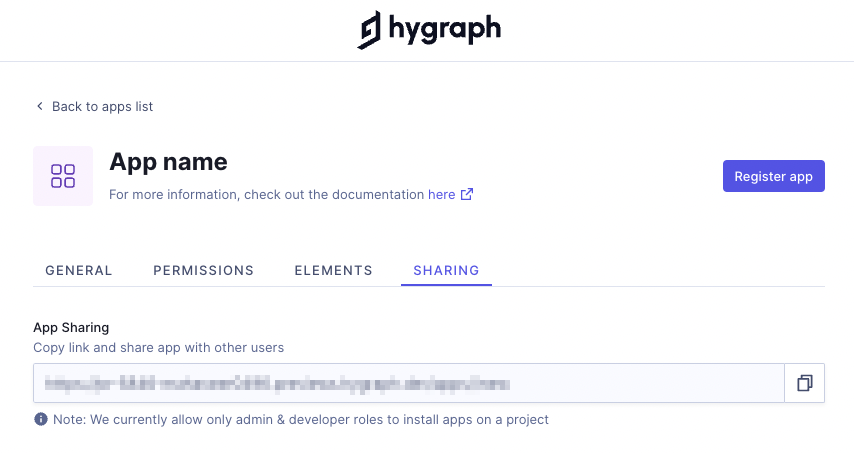 hygraph
Back to apps list
App name
Register app
For more information, check out the documentation here
GENERAL PERMISSIONS ELEMENTS SHARING
App Sharing
Copy link and share app with other users
Note: We currently allow only admin & developer roles to install apps on a project